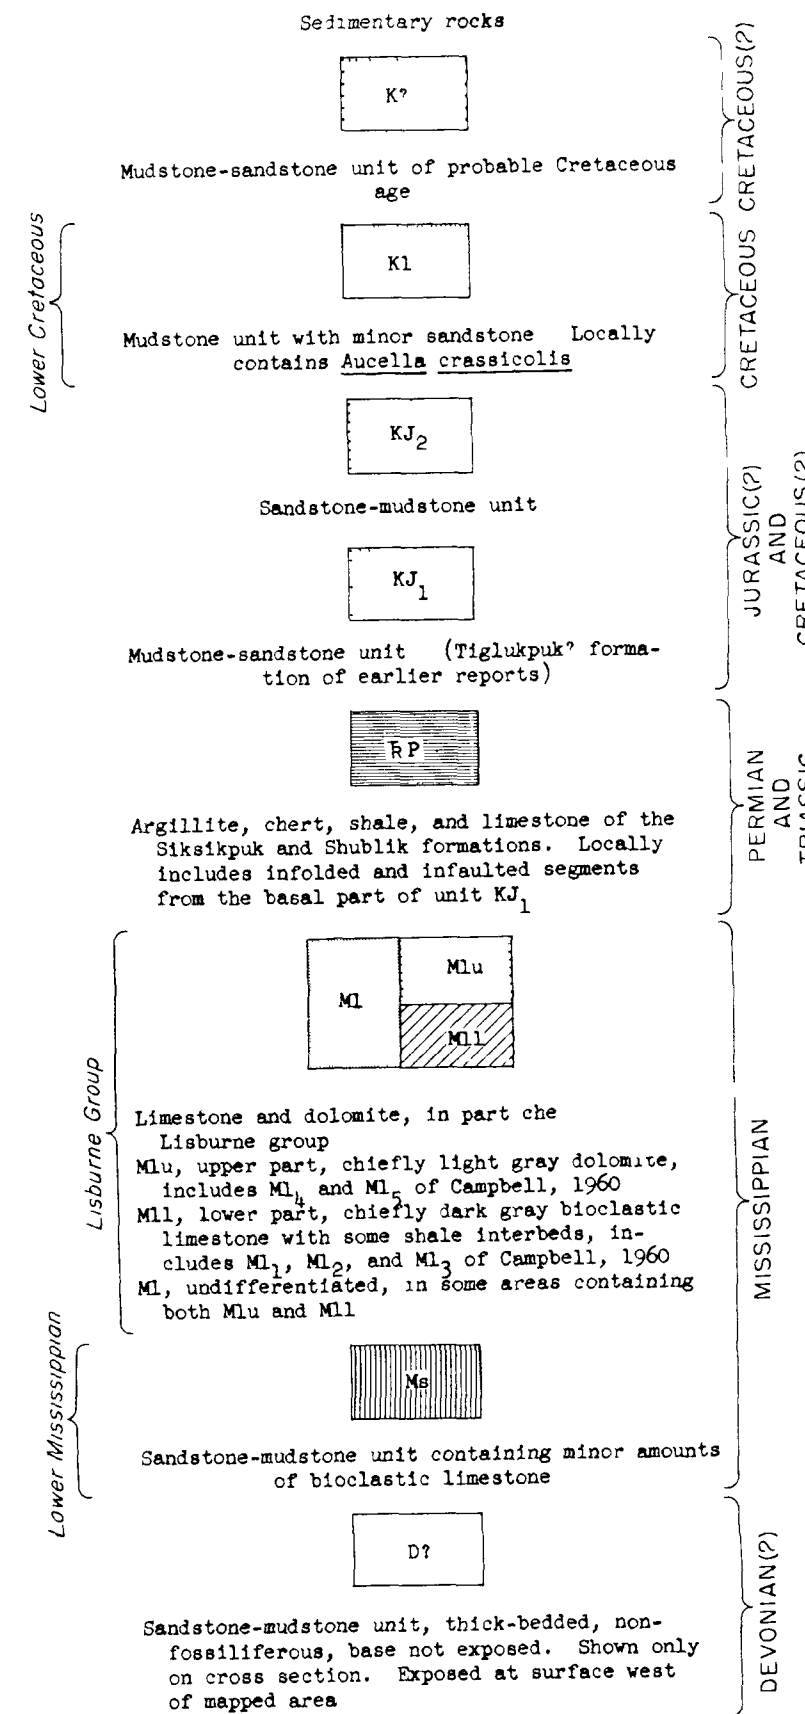 Sedimentary rocks
K?
Mudstone-sandstone unit of probable Cretaceous
age
CRETACEOUS(?)
Kl
Mudstone unit with minor sandstone Locally
contains Aucella crassicolis
Lower Cretaceous
CRETACEOUS
KJ2
Sandstone-mudstone unit
KJ1
Mudstone-sandstone unit (Tiglukpuk? forma-
tion of earlier reports)
JURASSIC(?)
AND
CRETACEOUS(?)
ŦRP
Argillite, chert, shale, and limestone of the
Siksikpuk and Shublik formations. Locally
includes infolded and infaulted segments
from the basal part of unit KJ1
PERMIAN
AND
Ml
Mlu
Mll
Limestone and dolomite, in part che
Lisburne group
Mlu, upper part, chiefly light gray dolomite,
includes Ml4 and Ml5 of Campbell, 1960
Mll, lower part, chiefly dark gray bioclastic
limestone with some shale interbeds, in-
cludes Ml1, Ml2, and Ml3 of Campbell, 1960
Ml, undifferentiated, in some areas containing
both Mlu and Mll
Lisburne Group
Ms
Sandstone-mudstone unit containing minor amounts
of bioclastic limestone
Lower Mississippian
MISSISSIPPIAN
D?
Sandstone-mudstone unit, thick-bedded, non-
fossiliferous, base not exposed. Shown only
on cross section. Exposed at surface west
of mapped area
DEVONIAN(?)